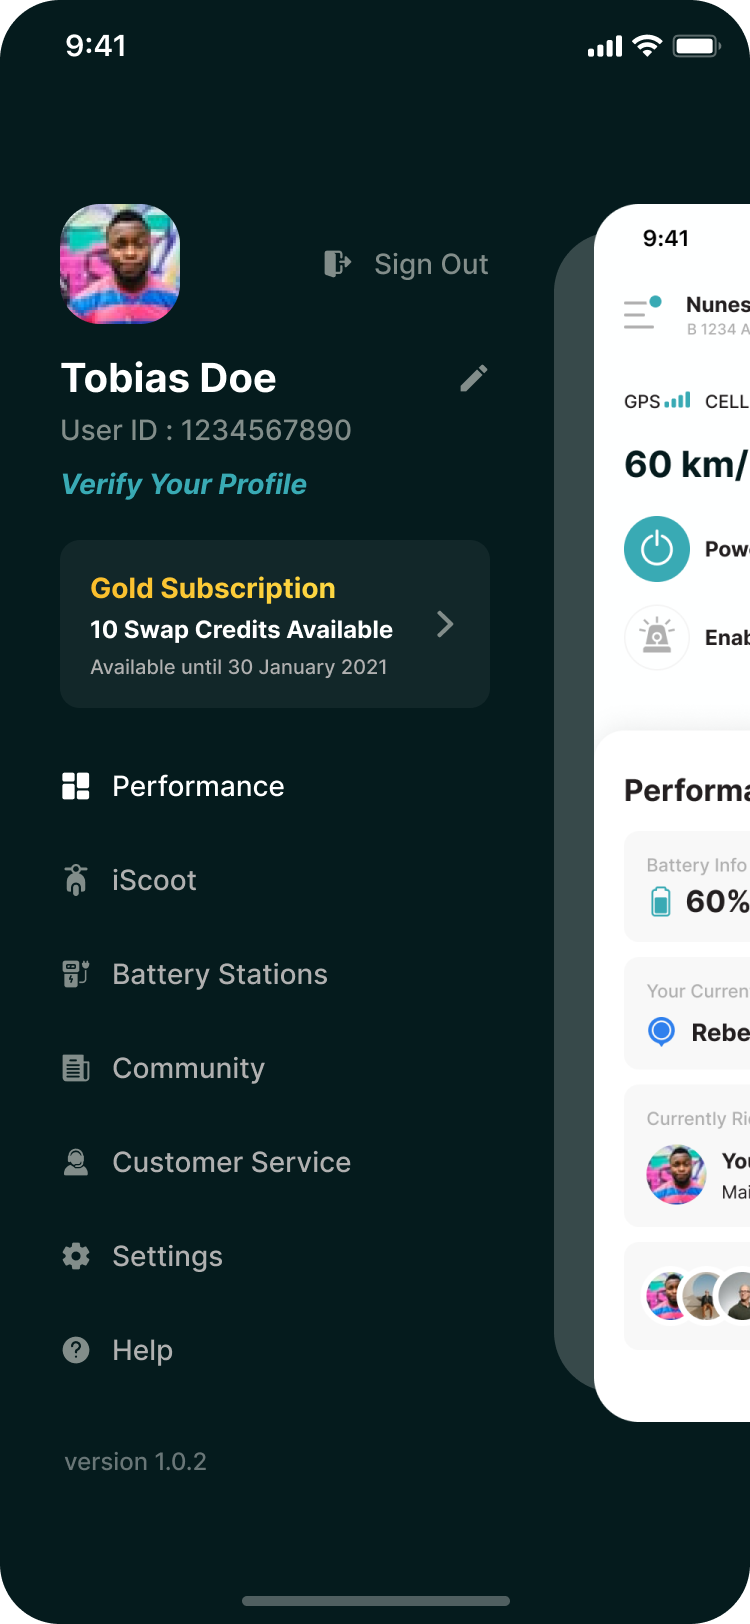 9:41
Sign Out
Tobias Doe
User ID : 1234567890
Verify Your Profile
Gold Subscription
10 Swap Credits Available
Available until 30 January 2021
Performance
iScoot
Battery Stations
Community
Customer Service
Settings
Help
version 1.0.2
9:41
Nunes
B 1234 A
GPS CELL
60 km/
Powe
Enab
Performa
Battery Info
60%
Your Curren
Rebe
Currently Ri
You
Mai